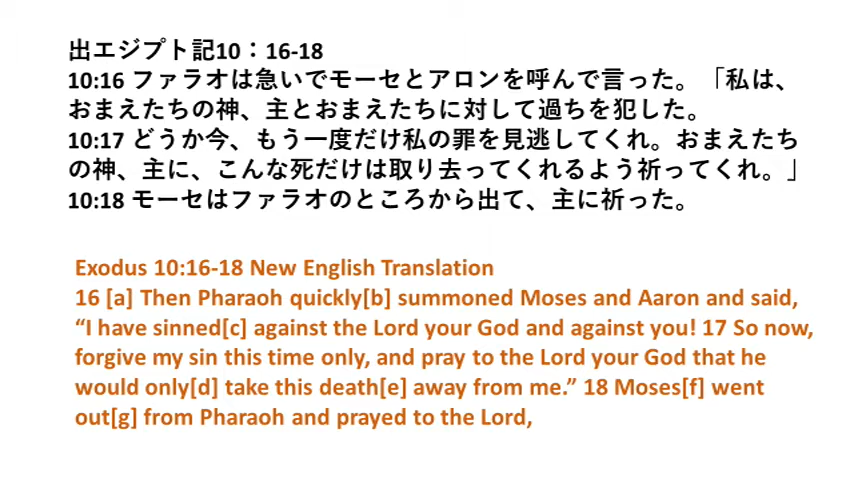 出エジプト記10：16-18
10:16 ファラオは急いでモーセとアロンを呼んで言った。「私は、
おまえたちの神、主とおまえたちに対して過ちを犯した。
10:17 どうか今、もう一度だけ私の罪を見逃してくれ。おまえたち
の神、主に、こんな死だけは取り去ってくれるよう祈ってくれ。」
10:18 モーセはファラオのところから出て、主に祈った。
Exodus 10:16-18 New English Translation
16 [a] Then Pharaoh quickly[b] summoned Moses and Aaron and said,
“I have sinned[c] against the Lord your God and against you! 17 So now,
forgive my sin this time only, and pray to the Lord your God that he
would only[d] take this death[e] away from me.” 18 Moses[f] went
out[g] from Pharaoh and prayed to the Lord,